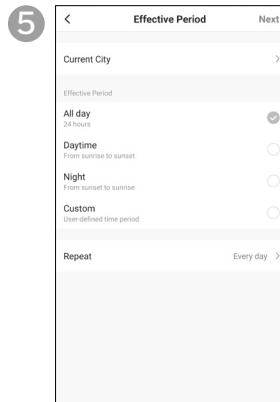 5
Effective Period
Next
Current City
Effective Period
All day
24 hours
Daytime
From sunrise to sunset
Night
From sunset to sunrise
Custom
User-defined time period
Repeat
Every day